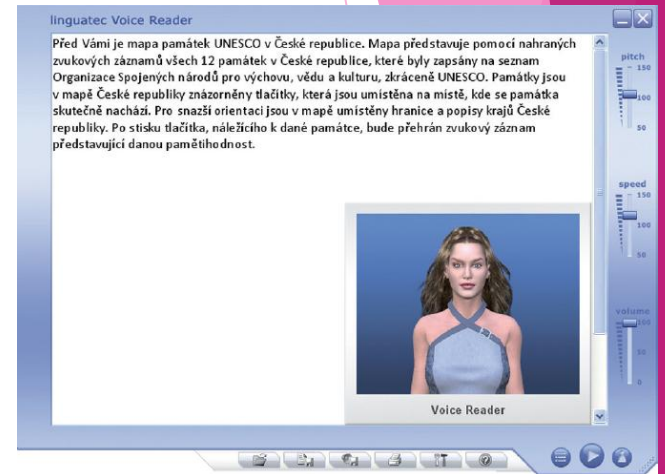 linguatec Voice Reader
Před Vámi je mapa památek UNESCO v České republice. Mapa představuje pomocí nahraných
zvukových záznamů všech 12 památek v České republice, které byly zapsány na seznam
Organizace Spojených národů pro výchovu, vědu a kulturu, zkráceně UNESCO. Památky jsou
v mapě České republiky znázorněny tlačítky, která jsou umístěna na místě, kde se památka
skutečně nachází. Pro snazší orientaci jsou v mapě umístěny hranice a popisy krajů České
republiky. Po stisku tlačítka, náležícího k dané památce, bude přehrán zvukový záznam
představující danou pamětihodnost.
pitch
150
100
50
speed
150
100
50
volume
100
50
0
Voice Reader